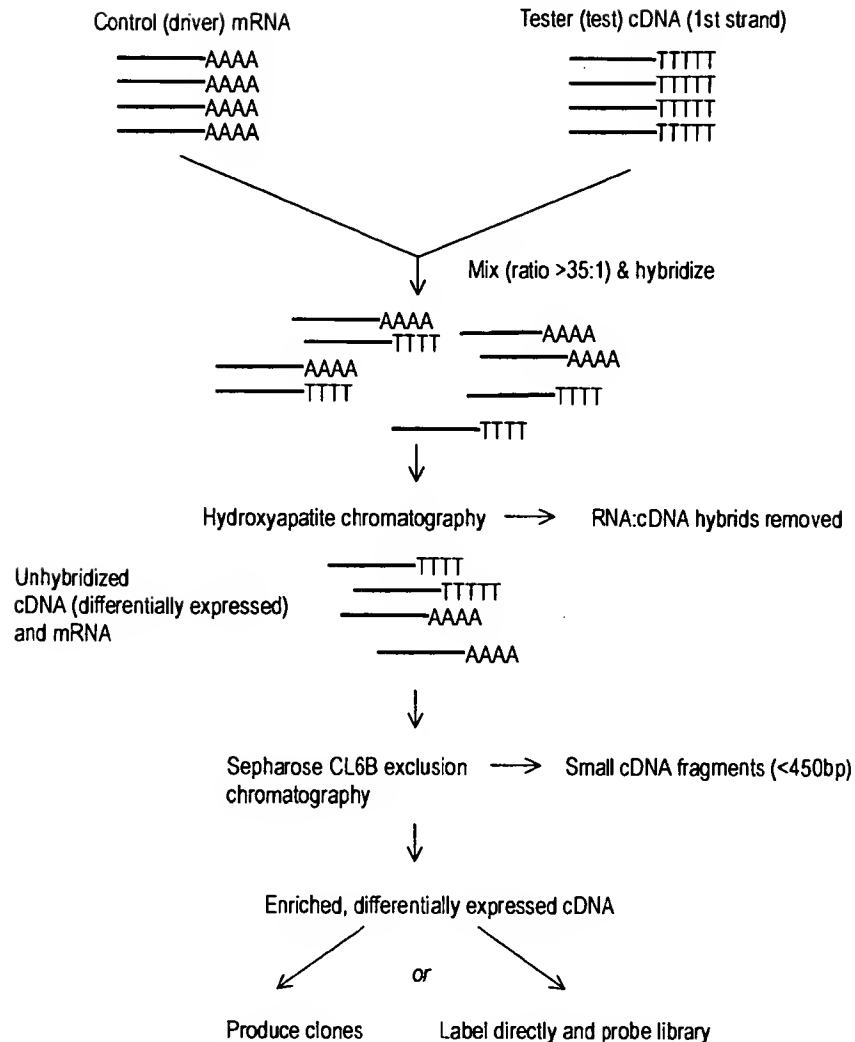 Control (driver) mRNA
Tester (test) cDNA (1st strand)
AAAA
TTTTT
AAAA
TTTTT
AAAA
TTTTT
AAAA
TTTTT
Mix (ratio >35:1) & hybridize
AAAA
AAAA
TTTT
AAAA
AAAA
TTTT
TTTT
TTTT
Hydroxyapatite chromatography
RNA:cDNA hybrids removed
Unhybridized
cDNA (differentially expressed)
and mRNA
TTTT
TTTTT
AAAA
AAAA
Sepharose CL6B exclusion
chromatography
Small cDNA fragments (<450bp)
Enriched, differentially expressed cDNA
or
Produce clones
Label directly and probe library